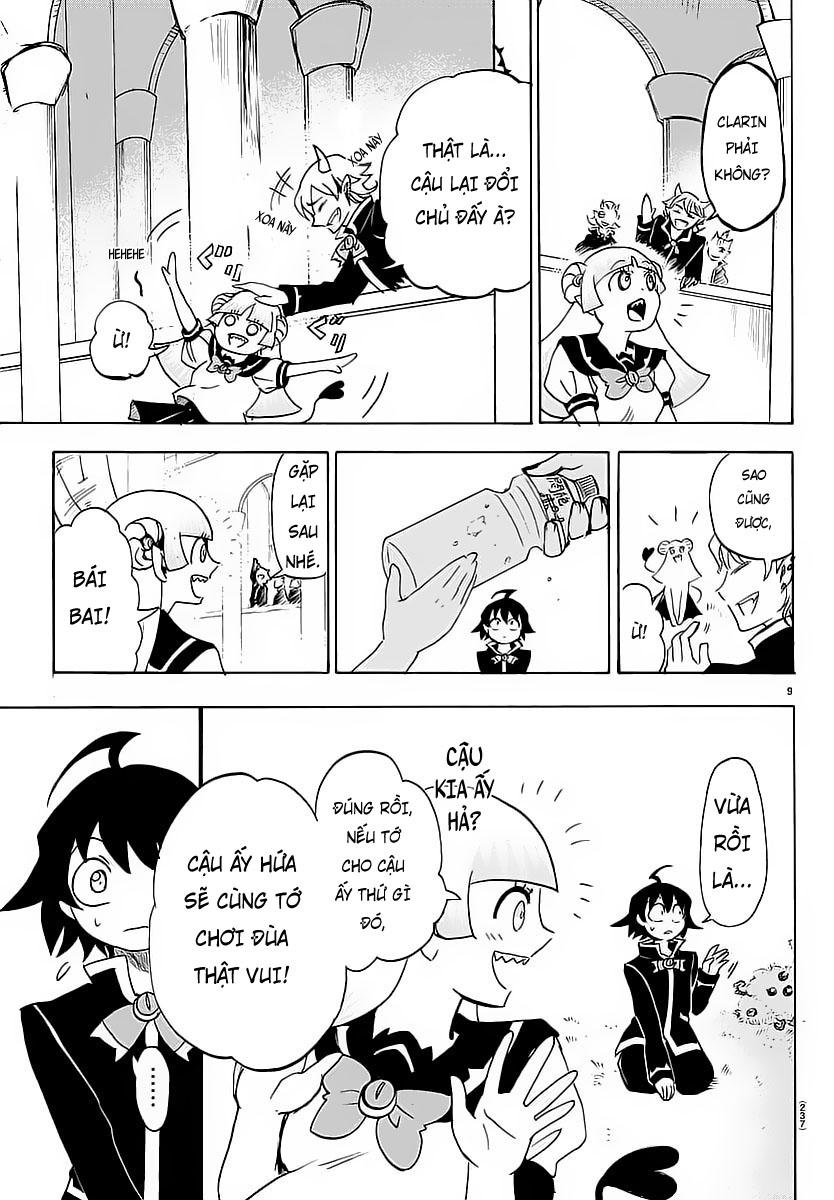 CLARIN
PHẢI
KHÔNG?
THẬT LÀ...
CẬU LẠI ĐỔI
CHỦ ĐẤY À?
XOA NÀY
XOA NÀY
HEHEHE
Ừ!
SAO
CŨNG
ĐƯỢC,
Ừ!
GẶP
LẠI
SAU
NHÉ.
BÁI
BAI!
9
VỪA
RỒI
LÀ...
CẬU
KIA ẤY
HẢ?
ĐÚNG RỒI,
NẾU TỚ
CHO CẬU
ẤY THỨ GÌ
ĐÓ,
CẬU ẤY HỨA
SẼ CÙNG TỚ
CHƠI ĐÙA
THẬT VUI!
......
(237)